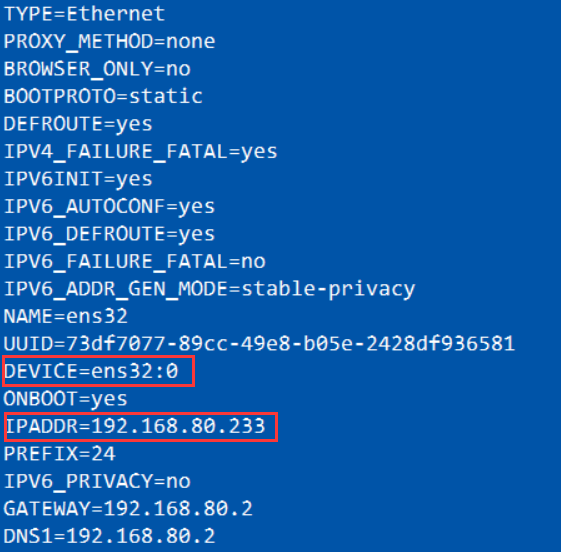 TYPE=Ethernet
PROXY_METHOD=none
BROWSER_ONLY=no
BOOTPROTO=static
DEFROUTE=yes
IPV4_FAILURE_FATAL=yes
IPV6INIT=yes
IPV6_AUTOCONF=yes
IPV6_DEFROUTE=yes
IPV6_FAILURE_FATAL=no
IPV6_ADDR_GEN_MODE=stable-privacy
NAME=ens32
UUID=73df7077-89cc-49e8-b05e-2428df936581
DEVICE=ens32:0
ONBOOT=yes
IPADDR=192.168.80.233
PREFIX=24
IPV6_PRIVACY=no
GATEWAY=192.168.80.2
DNS1=192.168.80.2